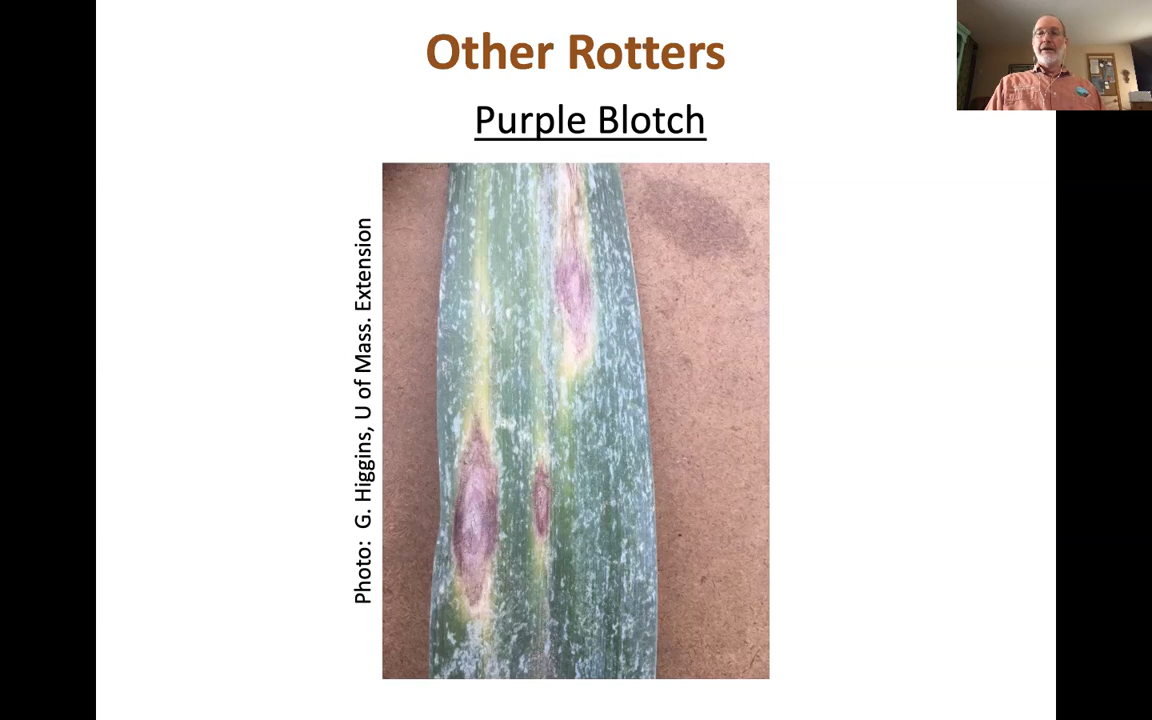 Other Rotters
Purple Blotch
Photo: G. Higgins, U of Mass. Extension